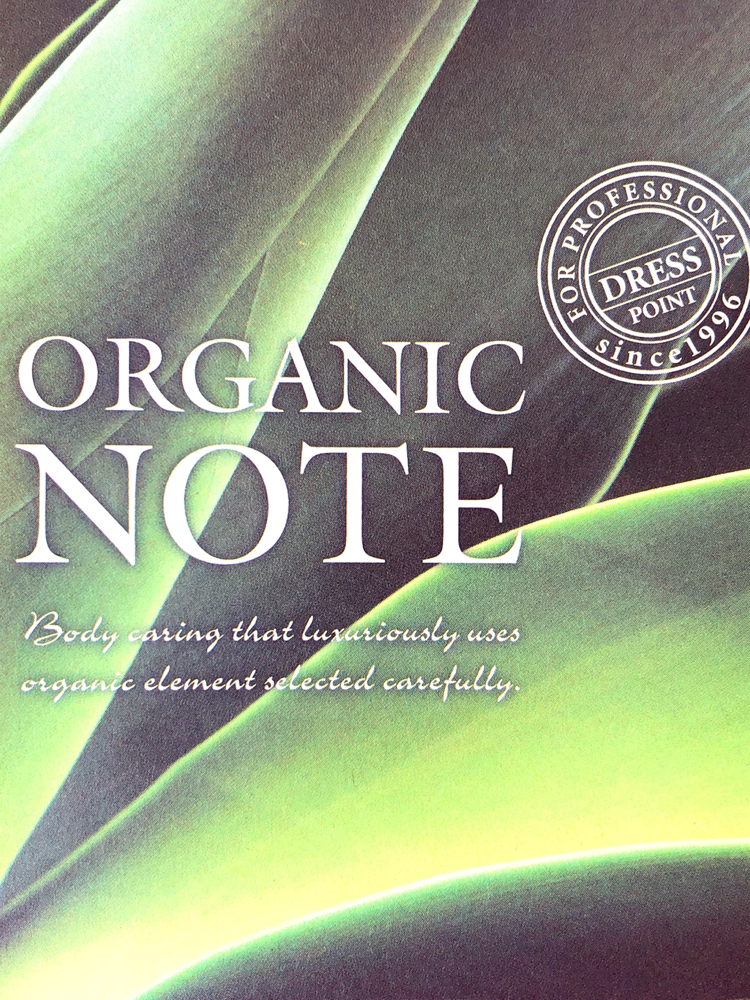 FOR PROFESSIONAL
DRESS
POINT
since1996
ORGANIC
NOTE
Body caring that luxuriously uses
organic element selected carefully.